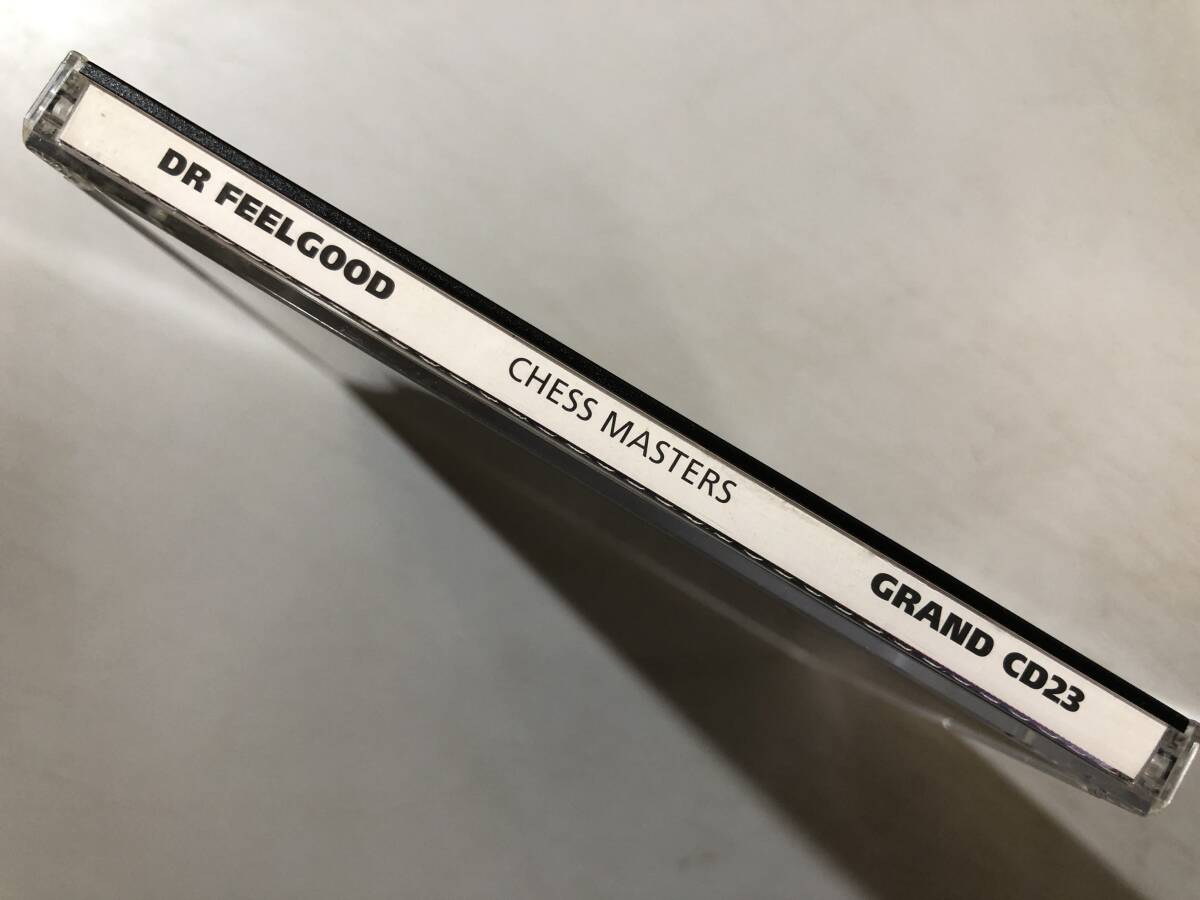 DR FEELGOOD
CHESS MASTERS
GRAND CD23